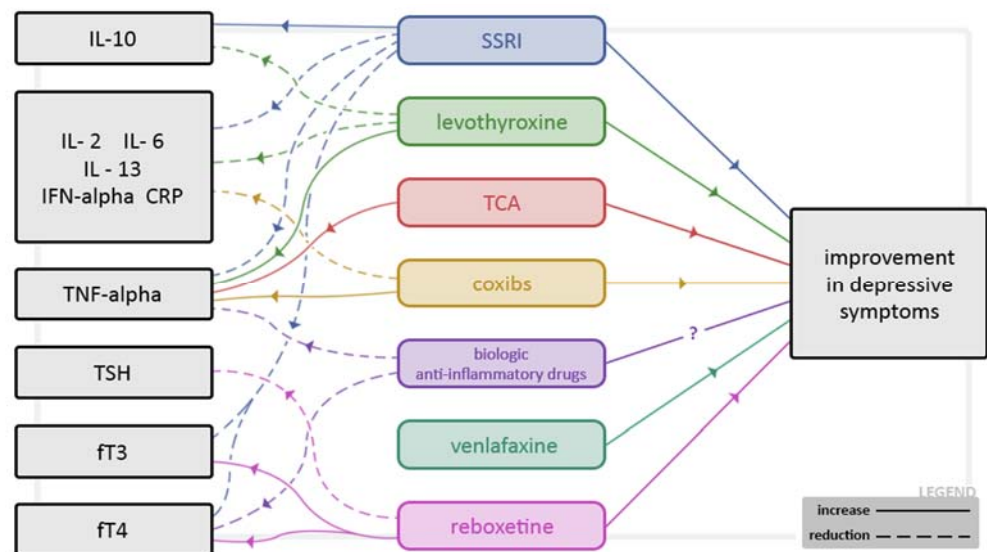 IL-10
IL- 2 IL- 6
IL - 13
IFN-alpha CRP
TNF-alpha
TSH
fT3
fT4
SSRI
levothyroxine
TCA
coxibs
biologic
anti-inflammatory drugs
venlafaxine
reboxetine
?
improvement
in depressive
symptoms
LEGEND
increase
reduction